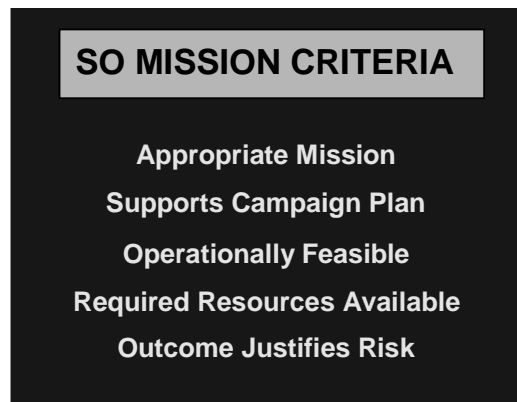 SO MISSION CRITERIA
Appropriate Mission
Supports Campaign Plan
Operationally Feasible
Required Resources Available
Outcome Justifies Risk